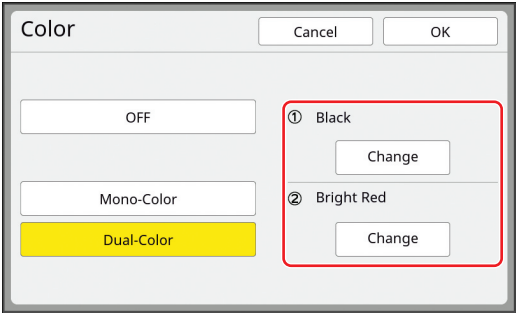 Color
Cancel
OK
OFF
Mono-Color
Dual-Color
① Black
Change
② Bright Red
Change